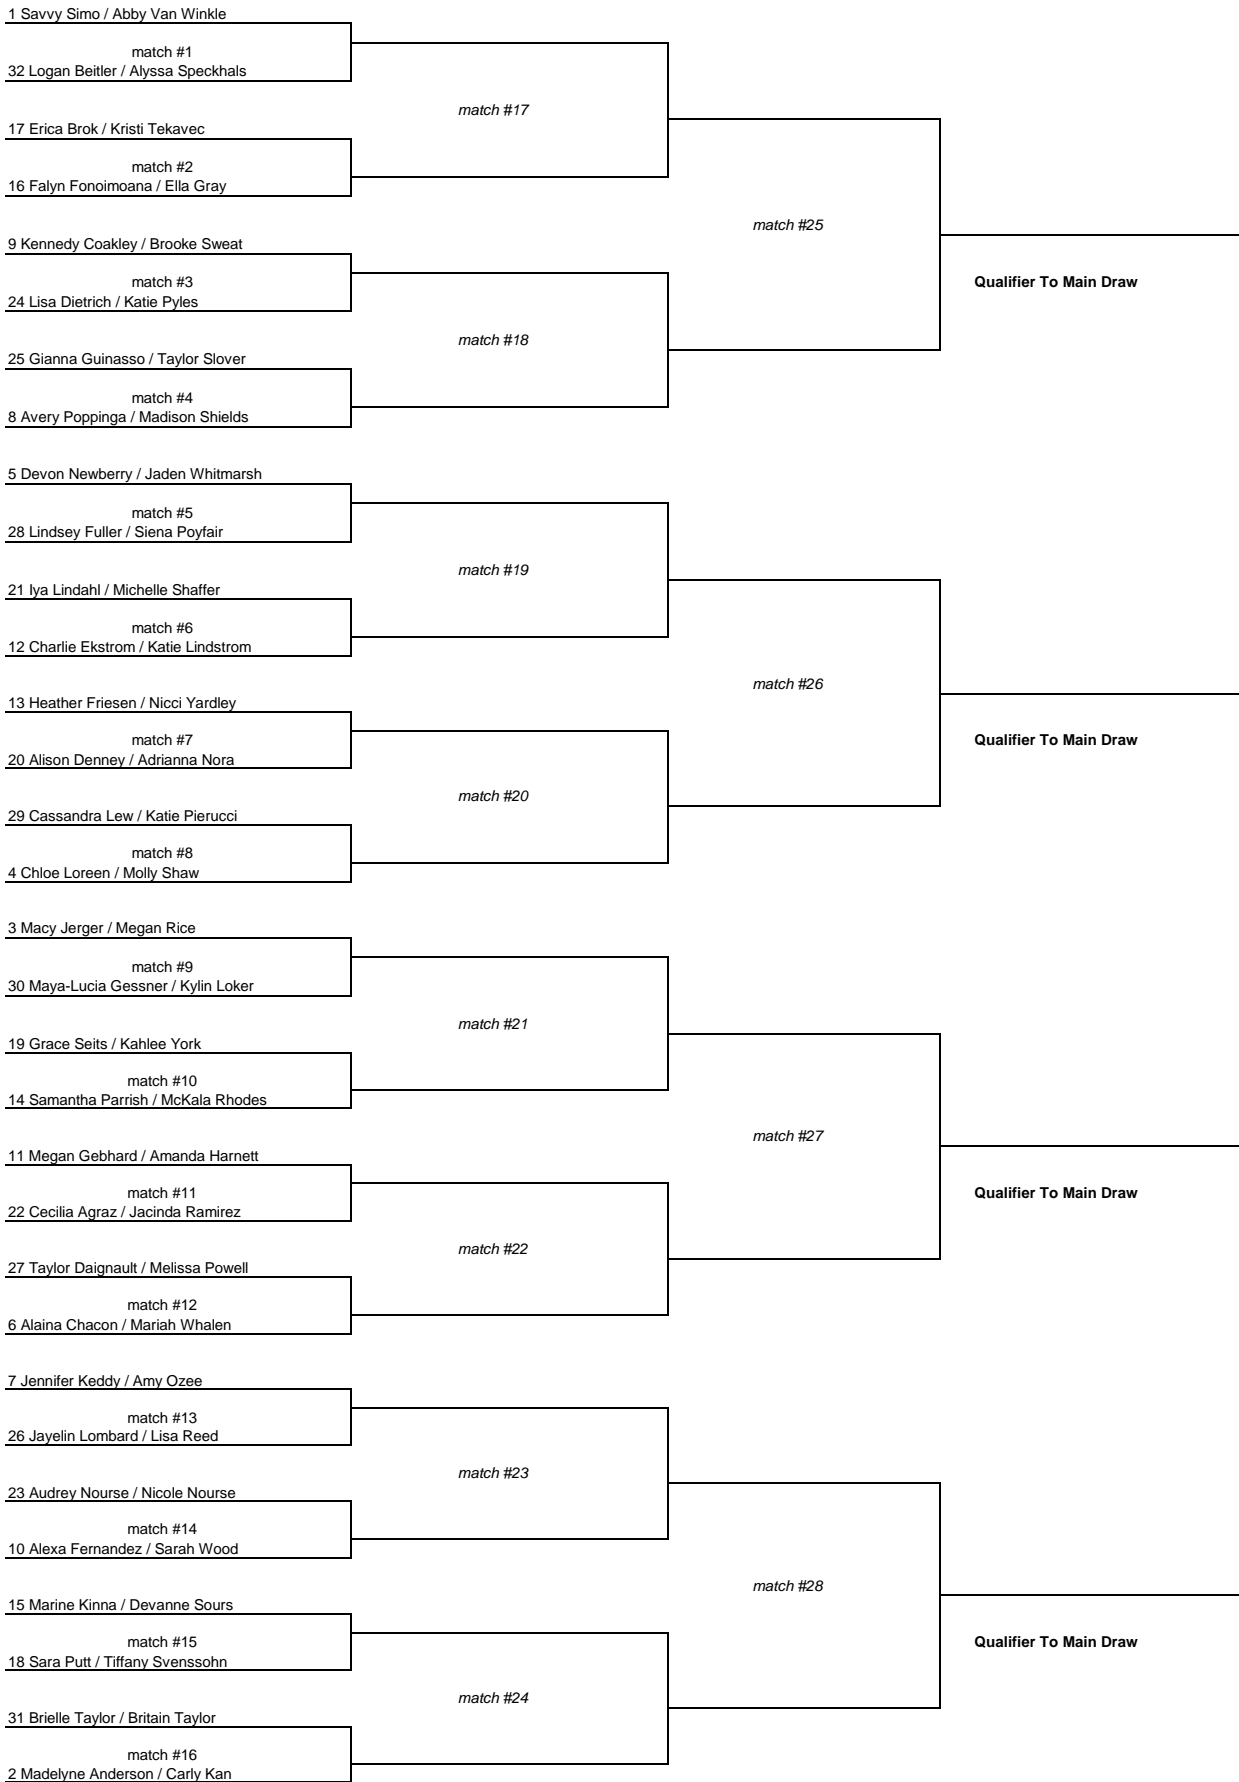 1 Savvy Simo / Abby Van Winkle
match #1
32 Logan Beitler / Alyssa Speckhals
match #17
17 Erica Brok / Kristi Tekavec
match #2
16 Falyn Fonoimoana / Ella Gray
match #25
9 Kennedy Coakley / Brooke Sweat
match #3
Qualifier To Main Draw
24 Lisa Dietrich / Katie Pyles
match #18
25 Gianna Guinasso / Taylor Slover
match #4
8 Avery Poppinga / Madison Shields
5 Devon Newberry / Jaden Whitmarsh
match #5
28 Lindsey Fuller / Siena Poyfair
match #19
21 Iya Lindahl / Michelle Shaffer
match #6
12 Charlie Ekstrom / Katie Lindstrom
match #26
13 Heather Friesen / Nicci Yardley
match #7
Qualifier To Main Draw
20 Alison Denney / Adrianna Nora
match #20
29 Cassandra Lew / Katie Pierucci
match #8
4 Chloe Loreen / Molly Shaw
3 Macy Jerger / Megan Rice
match #9
30 Maya-Lucia Gessner / Kylin Loker
match #21
19 Grace Seits / Kahlee York
match #10
14 Samantha Parrish / McKala Rhodes
match #27
11 Megan Gebhard / Amanda Harnett
match #11
Qualifier To Main Draw
22 Cecilia Agraz / Jacinda Ramirez
match #22
27 Taylor Daignault / Melissa Powell
match #12
6 Alaina Chacon / Mariah Whalen
7 Jennifer Keddy / Amy Ozee
match #13
26 Jayelin Lombard / Lisa Reed
match #23
23 Audrey Nourse / Nicole Nourse
match #14
10 Alexa Fernandez / Sarah Wood
match #28
15 Marine Kinna / Devanne Sours
match #15
Qualifier To Main Draw
18 Sara Putt / Tiffany Svenssohn
match #24
31 Brielle Taylor / Britain Taylor
match #16
2 Madelyne Anderson / Carly Kan